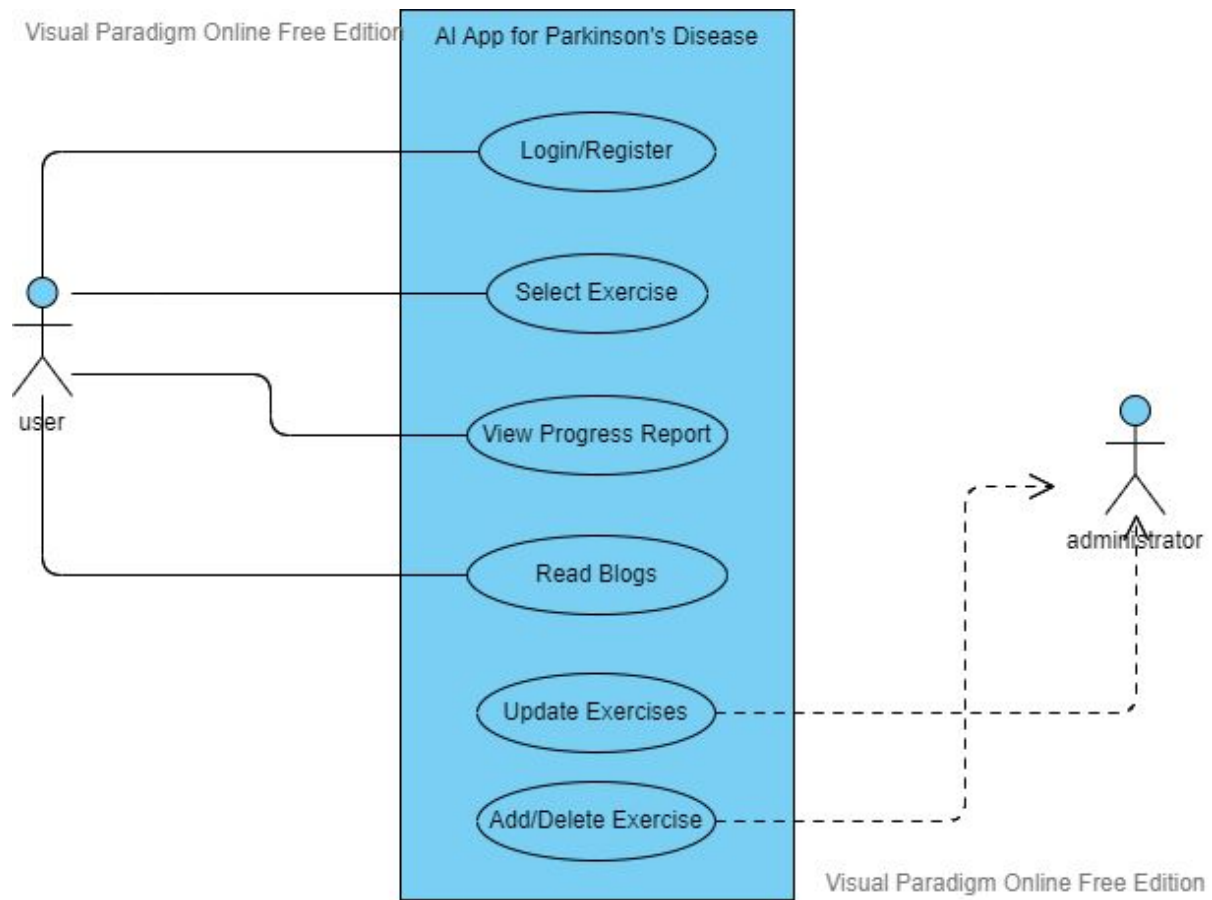 Visual Paradigm Online Free Edition
AI App for Parkinson's Disease
Login/Register
Select Exercise
user
View Progress Report
administrator
Read Blogs
Update Exercises
Add/Delete Exercise
Visual Paradigm Online Free Edition